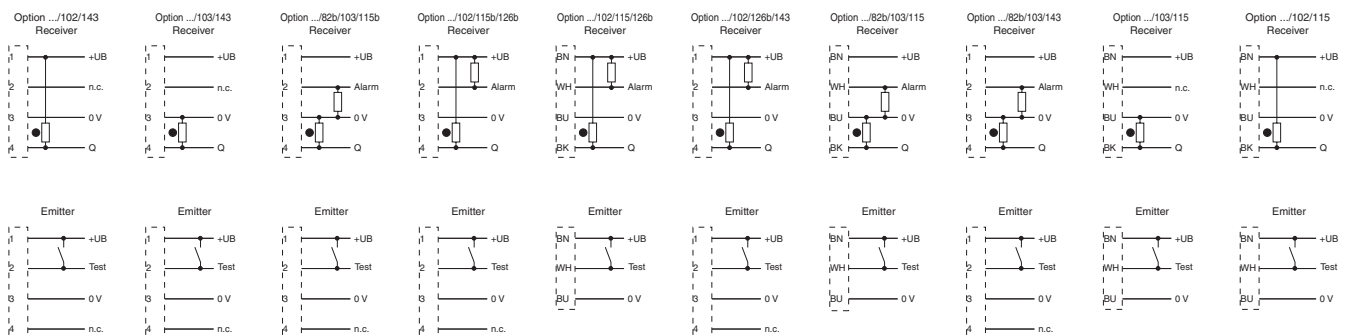 Option .../102/143
Receiver
1 +UB
2 n.c.
3 0 V
4 Q
Option .../103/143
Receiver
1 +UB
2 n.c.
3 0 V
4 Q
Option .../82b/103/115b
Receiver
1 +UB
2 Alarm
3 0 V
4 Q
Option .../102/115b/126b
Receiver
1 +UB
2 Alarm
3 0 V
4 Q
Option .../102/115/126b
Receiver
BN +UB
WH Alarm
BU 0 V
BK Q
Option .../102/126b/143
Receiver
1 +UB
2 Alarm
3 0 V
4 Q
Option .../82b/103/115
Receiver
BN +UB
WH Alarm
BU 0 V
BK Q
Option .../82b/103/143
Receiver
1 +UB
2 Alarm
3 0 V
4 Q
Option .../103/115
Receiver
BN +UB
WH n.c.
BU 0 V
BK Q
Option .../102/115
Receiver
BN +UB
WH n.c.
BU 0 V
BK Q
Emitter
1 +UB
2 Test
3 0 V
4 n.c.
Emitter
1 +UB
2 Test
3 0 V
4 n.c.
Emitter
1 +UB
2 Test
3 0 V
4 n.c.
Emitter
1 +UB
2 Test
3 0 V
4 n.c.
Emitter
BN +UB
WH Test
BU 0 V
Emitter
1 +UB
2 Test
3 0 V
4 n.c.
Emitter
BN +UB
WH Test
BU 0 V
Emitter
1 +UB
2 Test
3 0 V
4 n.c.
Emitter
BN +UB
WH Test
BU 0 V
Emitter
BN +UB
WH Test
BU 0 V